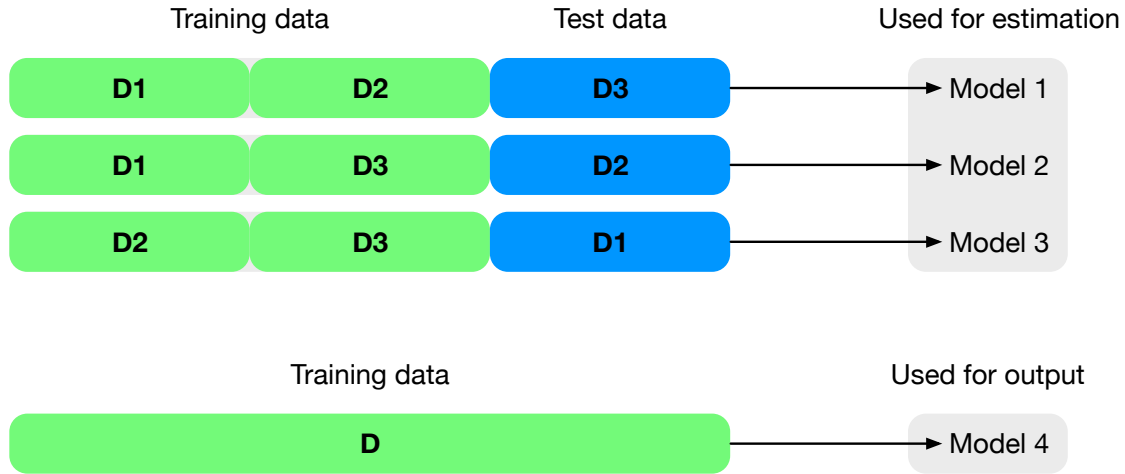 Training data Test data Used for estimation
D1 D2 D3 Model 1
D1 D3 D2 Model 2
D2 D3 D1 Model 3
Training data Used for output
D Model 4